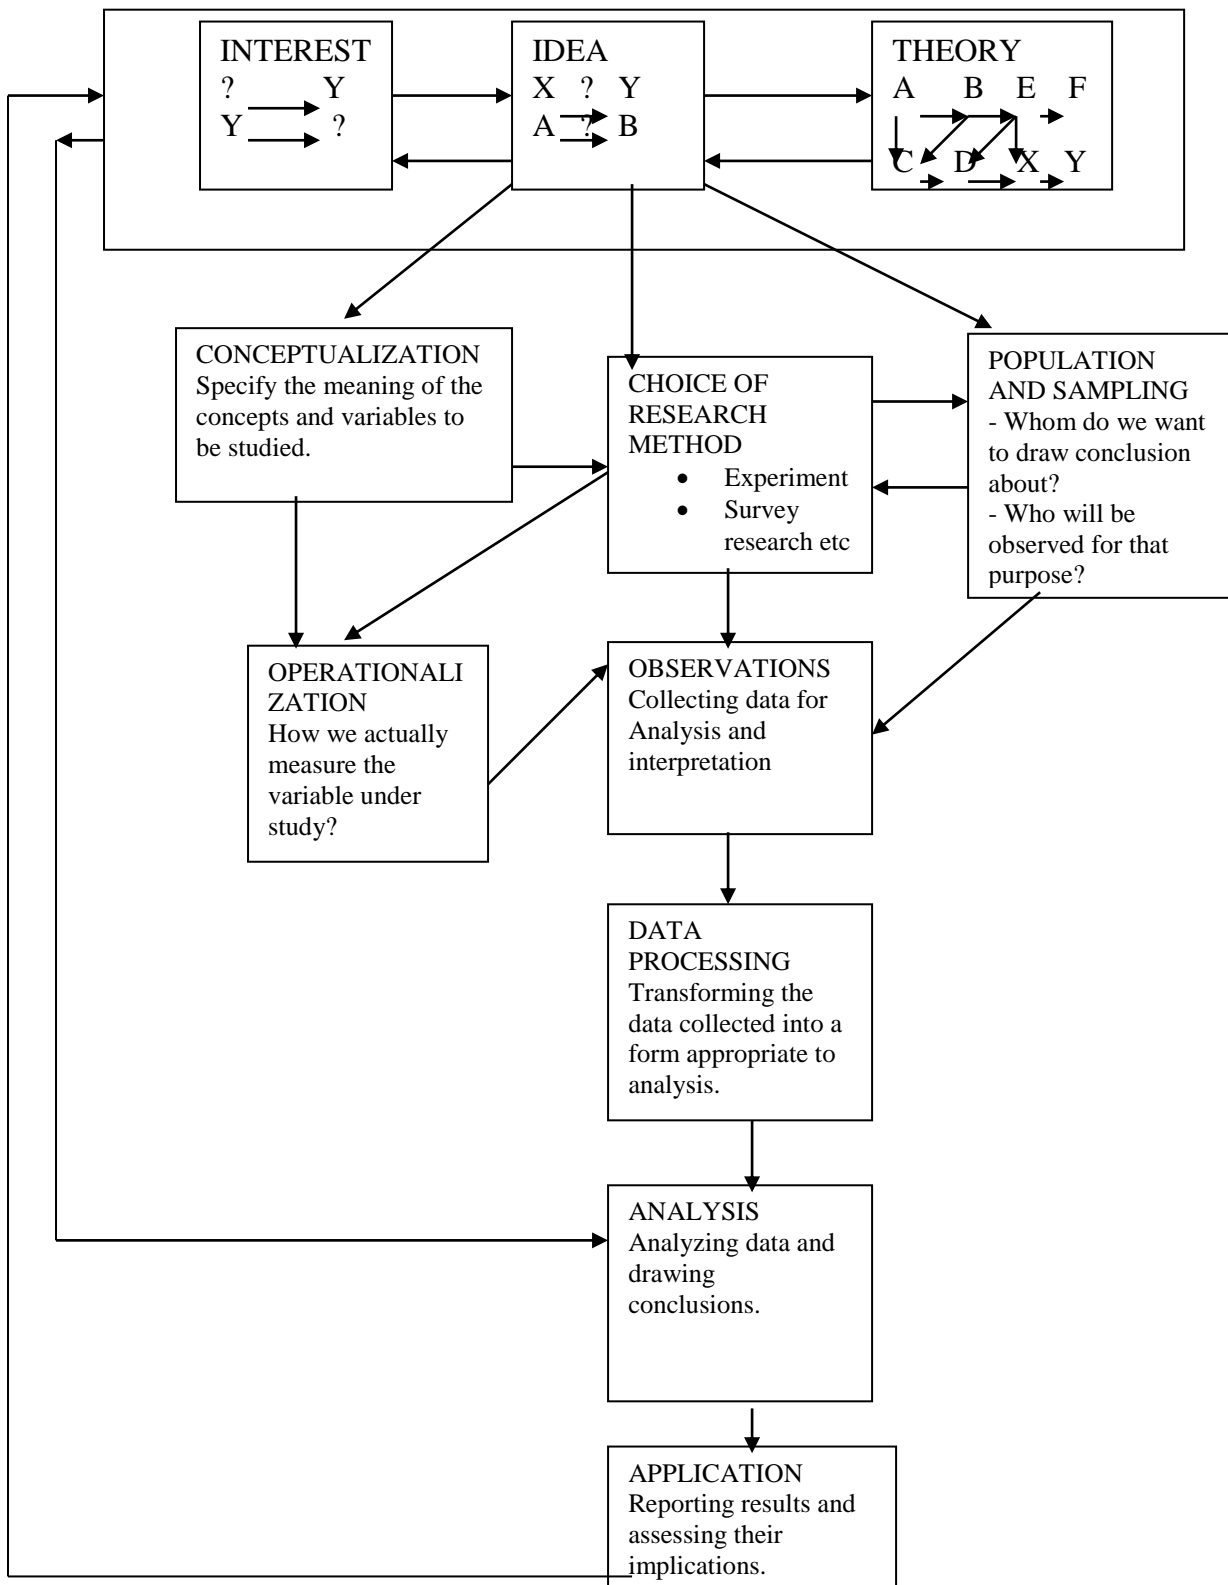 INTEREST
? Y
Y ?
IDEA
X ? Y
A ? B
THEORY
A B E F
C D X Y
CONCEPTUALIZATION
Specify the meaning of the
concepts and variables to
be studied.
CHOICE OF
RESEARCH
METHOD
• Experiment
• Survey
research etc
POPULATION
AND SAMPLING
- Whom do we want
to draw conclusion
about?
- Who will be
observed for that
purpose?
OPERATIONALI
ZATION
How we actually
measure the
variable under
study?
OBSERVATIONS
Collecting data for
Analysis and
interpretation
DATA
PROCESSING
Transforming the
data collected into a
form appropriate to
analysis.
ANALYSIS
Analyzing data and
drawing
conclusions.
APPLICATION
Reporting results and
assessing their
implications.